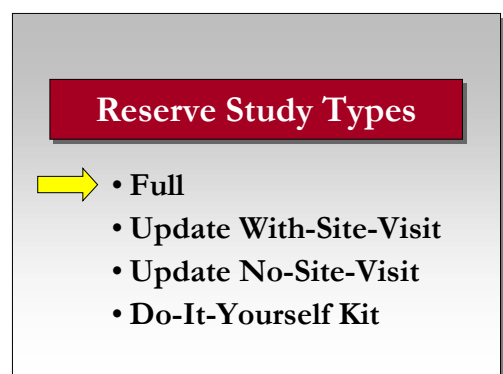 Reserve Study Types
• Full
• Update With-Site-Visit
• Update No-Site-Visit
• Do-It-Yourself Kit